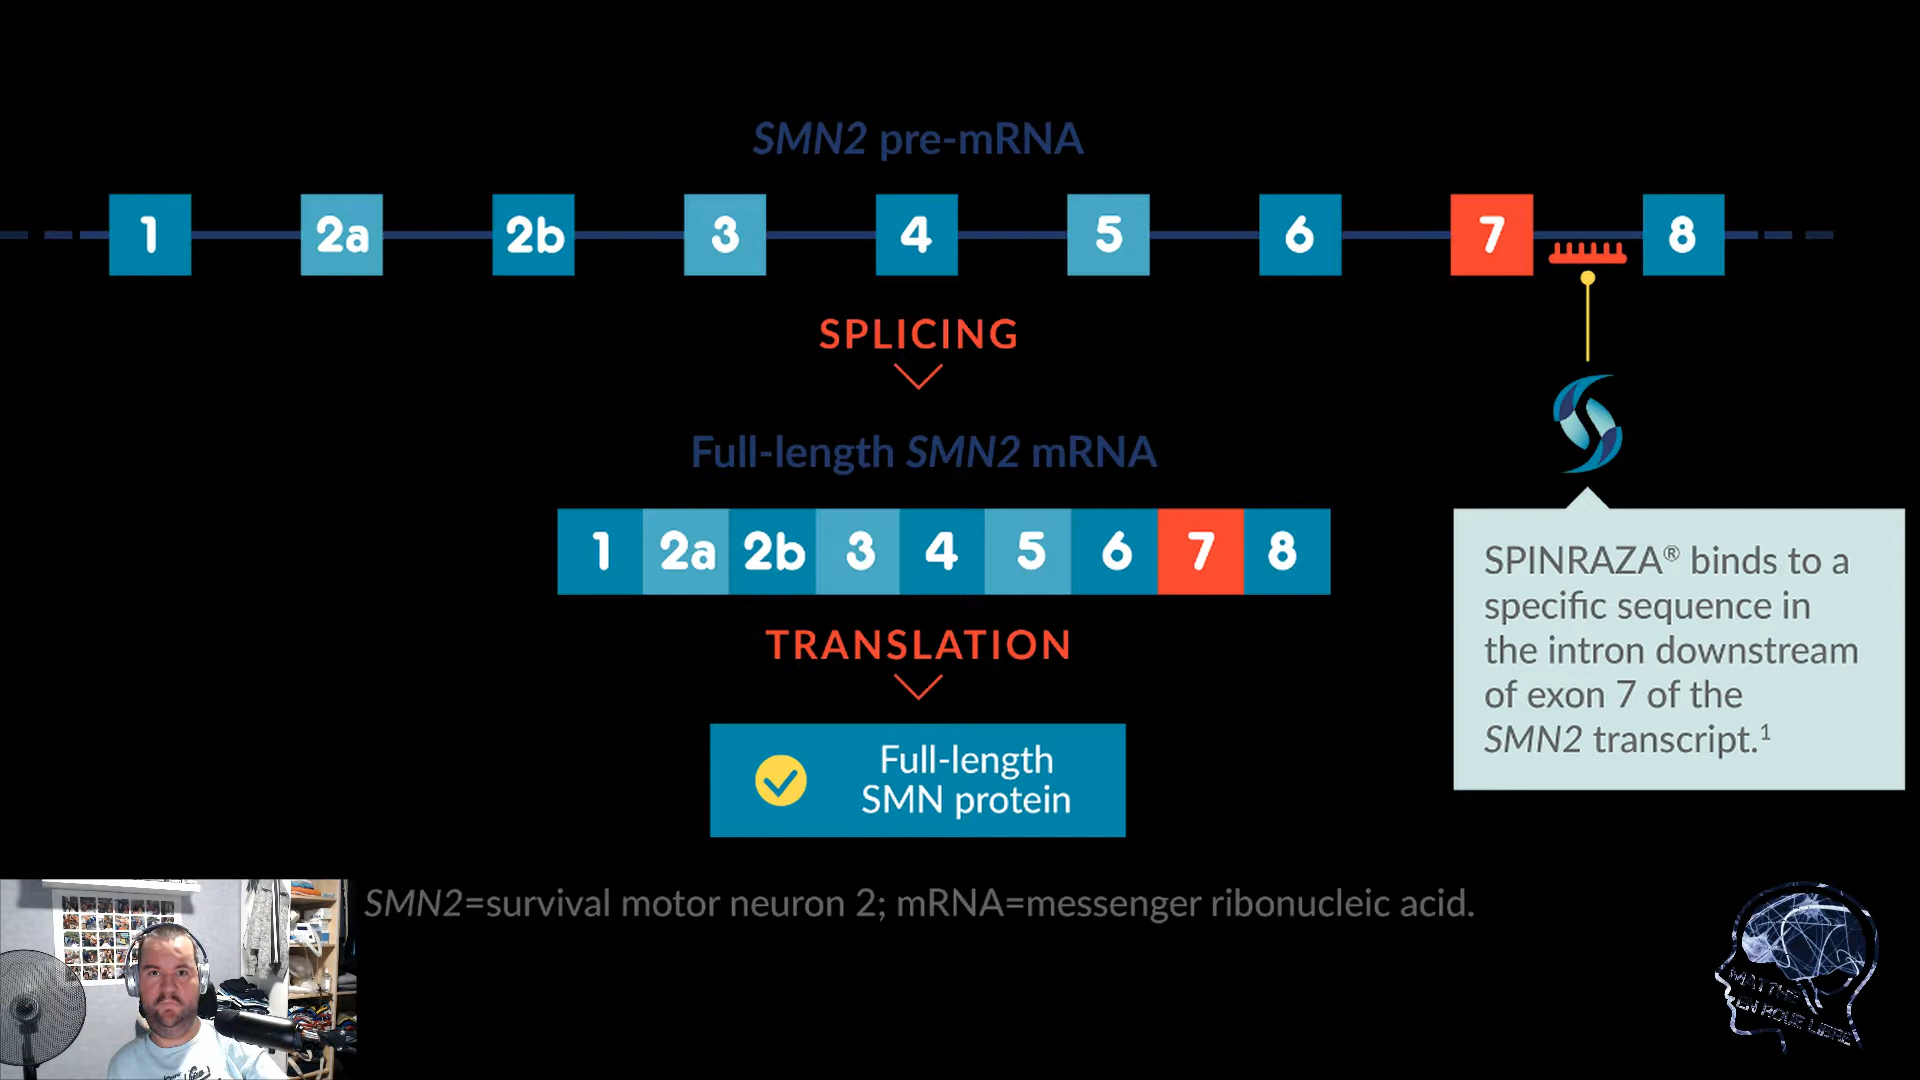 SMN2 pre-mRNA
1 2a 2b 3 4 5 6 7 8
SPLICING
Full-length SMN2 mRNA
1 2a 2b 3 4 5 6 7 8
TRANSLATION
Full-length
SMN protein
SPINRAZA® binds to a
specific sequence in
the intron downstream
of exon 7 of the
SMN2 transcript.¹
SMN2=survival motor neuron 2; mRNA=messenger ribonucleic acid.
EN ROUE LIBRE